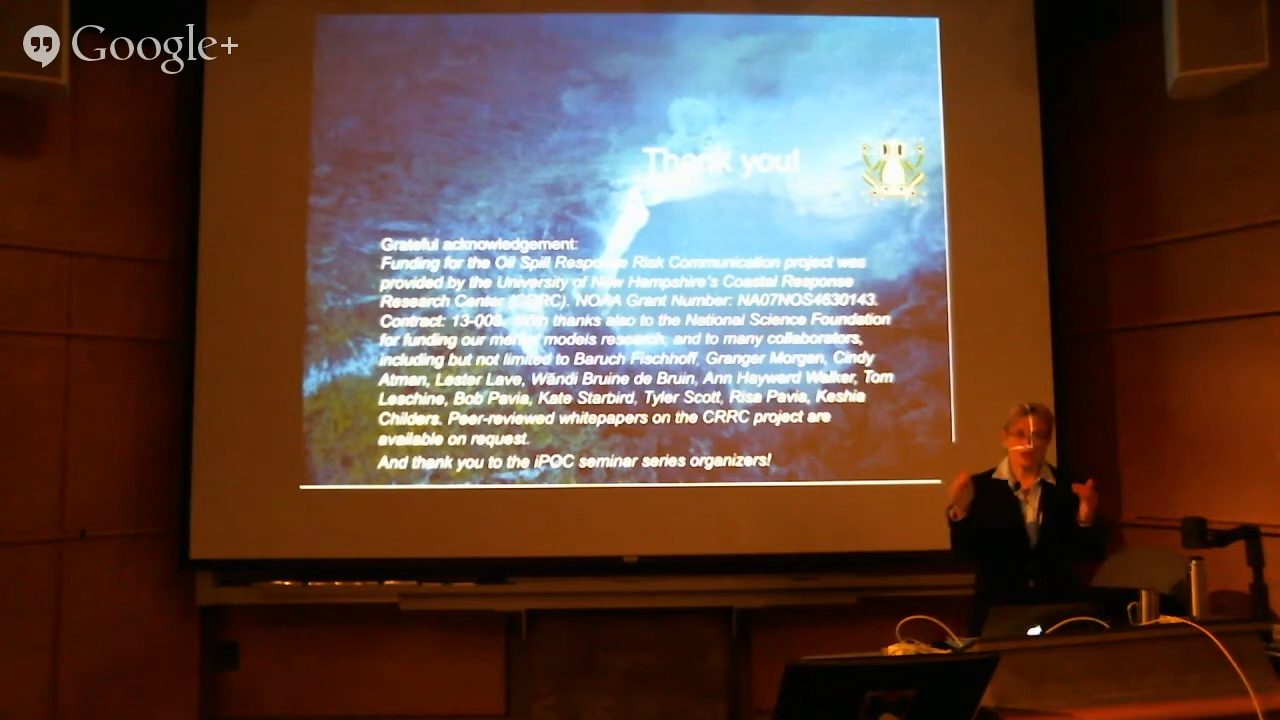 Google+
Thank you!
Grateful acknowledgement:
Funding for the Oil Spill Response Risk Communication project was
provided by the University of New Hampshire's Coastal Response
Research Center (CRRC). NOAA Grant Number: NA07NOS4630143.
Contract: 13-003. With thanks also to the National Science Foundation
for funding our mental models research, and to many collaborators,
including but not limited to Baruch Fischhoff, Granger Morgan, Cindy
Atman, Lester Lave, Wändi Bruine de Bruin, Ann Hayward Walker, Tom
Leschine, Bob Pavia, Kate Starbird, Tyler Scott, Risa Pavia, Keshia
Childers. Peer-reviewed whitepapers on the CRRC project are
available on request.
And thank you to the iPOC seminar series organizers!